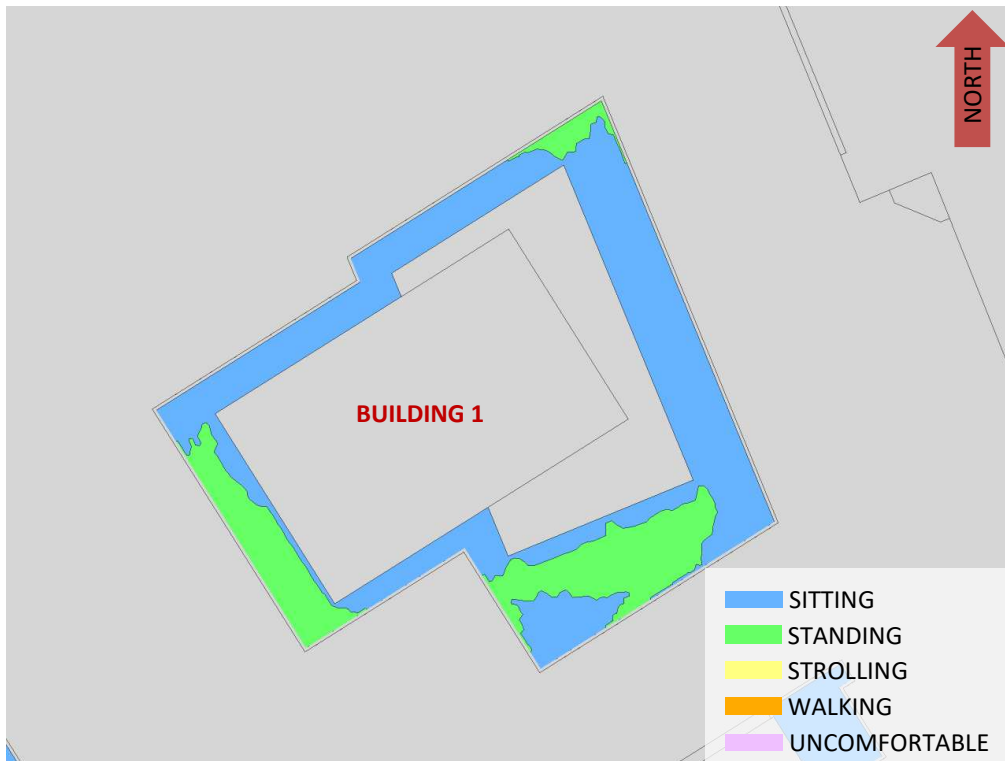 NORTH
BUILDING 1
SITTING
STANDING
STROLLING
WALKING
UNCOMFORTABLE